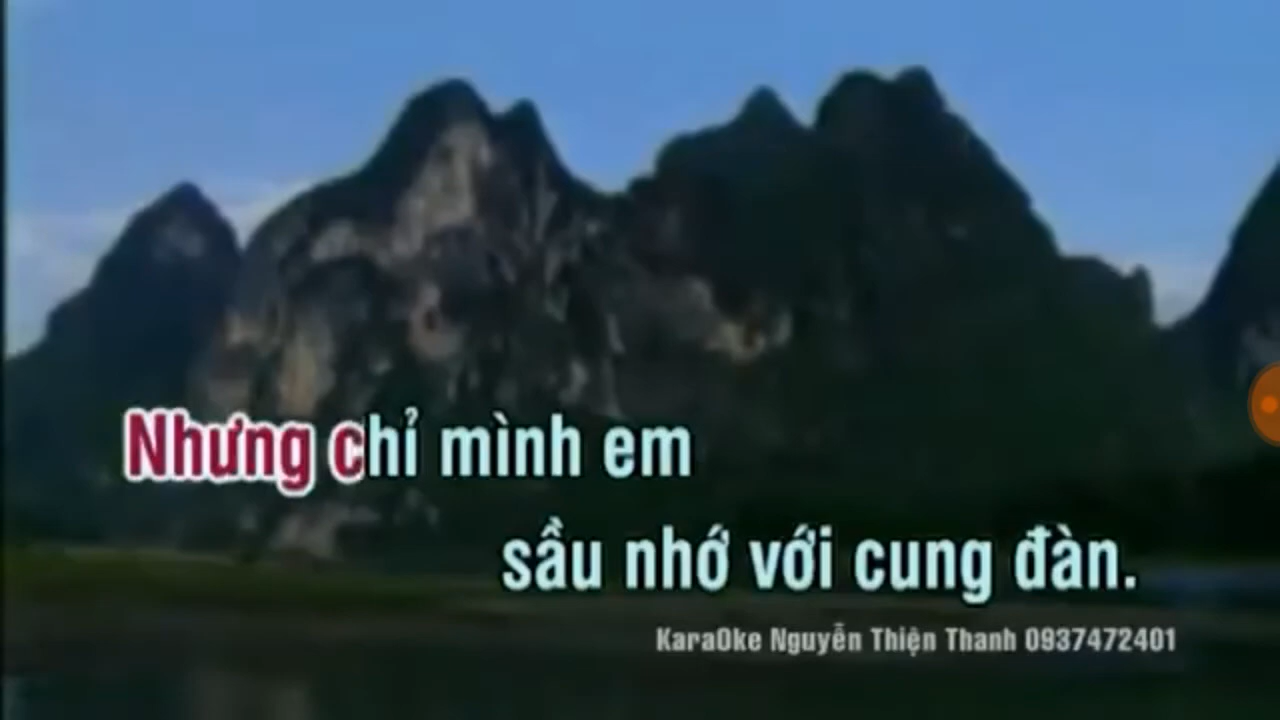 Nhưng chỉ mình em
sầu nhớ với cung đàn.
KaraOke Nguyễn Thiện Thanh 0937472401